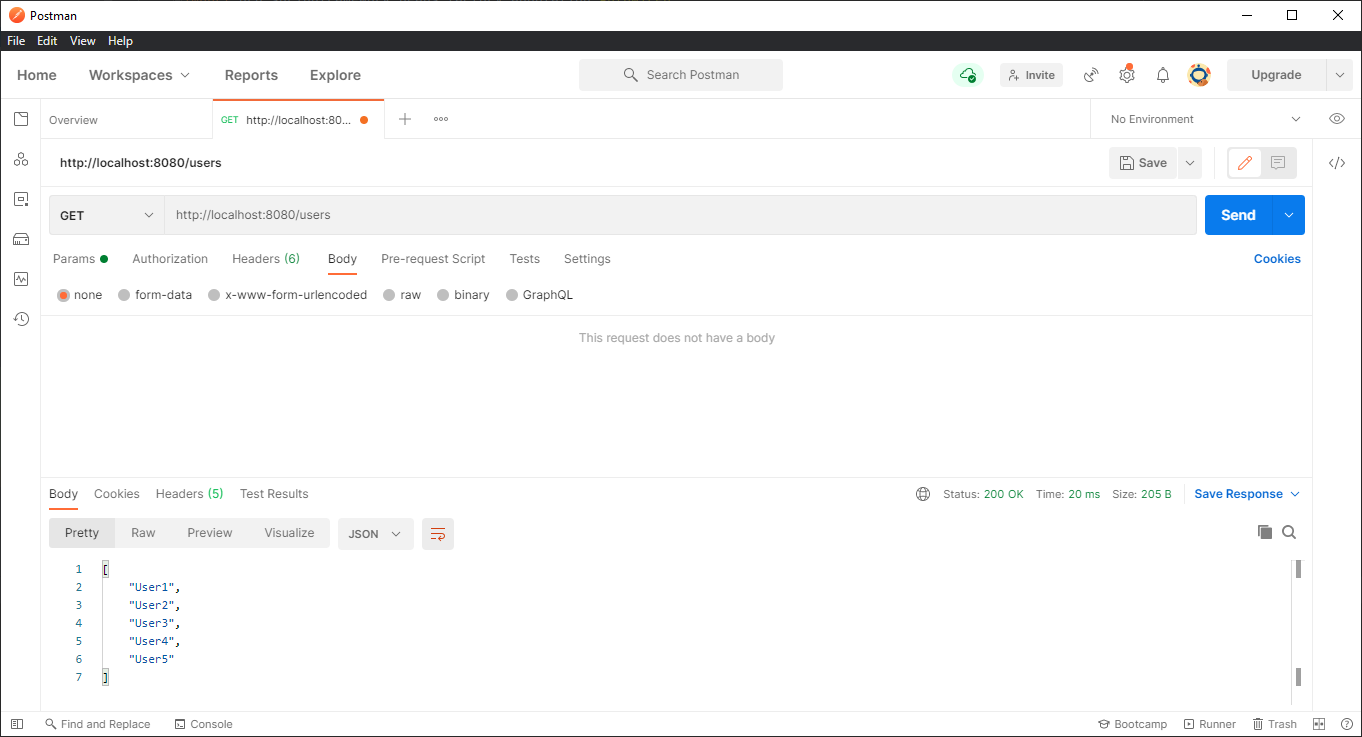 Postman
File Edit View Help
Home Workspaces Reports Explore Search Postman Invite Upgrade
Overview GET http://localhost:80... No Environment
http://localhost:8080/users Save
GET http://localhost:8080/users Send
Params Authorization Headers (6) Body Pre-request Script Tests Settings Cookies
none form-data x-www-form-urlencoded raw binary GraphQL
This request does not have a body
Body Cookies Headers (5) Test Results Status: 200 OK Time: 20 ms Size: 205 B Save Response
Pretty Raw Preview Visualize JSON
1 [
2 "User1",
3 "User2",
4 "User3",
5 "User4",
6 "User5"
7 ]
Find and Replace Console Bootcamp Runner Trash